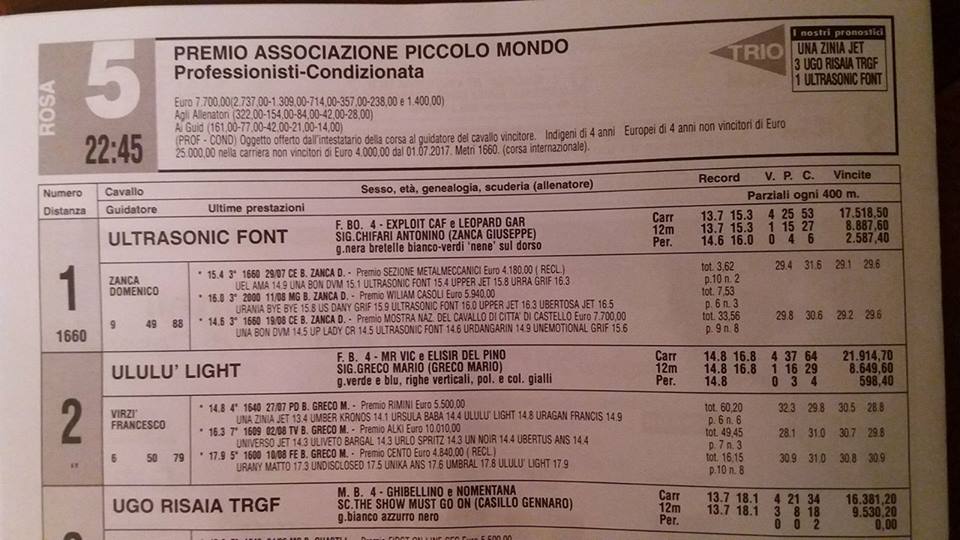 ROSA
5
22:45
PREMIO ASSOCIAZIONE PICCOLO MONDO
Professionisti-Condizionata
Euro 7.700,00(2.737,00-1.309,00-714,00-357,00-238,00 e 1.400,00)
Agli Allenatori (322,00-154,00-84,00-42,00-28,00)
Ai Guid (161,00-77,00-42,00-21,00-14,00)
(PROF - COND) Oggetto offerto dall'intestatario della corsa al guidatore del cavallo vincitore. Indigeni di 4 anni Europei di 4 anni non vincitori di Euro
25.000,00 nella carriera non vincitori di Euro 4.000,00 dal 01.07.2017. Metri 1660. (corsa internazionale).
TRIO
I nostri pronostici
UNA ZINIA JET
3 UGO RISAIA TRGF
1 ULTRASONIC FONT
Numero Cavallo Sesso, età, genealogia, scuderia (allenatore) Record V. P. C. Vincite
Distanza Guidatore Ultime prestazioni Parziali ogni 400 m.
1
1660
ULTRASONIC FONT
F. BO. 4 - EXPLOIT CAF e LEOPARD GAR
SIG.CHIFARI ANTONINO (ZANCA GIUSEPPE)
g.nera bretelle bianco-verdi 'nene' sul dorso
Carr 13.7 15.3 4 25 53 17.518,50
12m 13.7 15.3 1 15 27 8.887,60
Per. 14.6 16.0 0 4 6 2.587,40
ZANCA
DOMENICO
9 49 88
* 15.4 3° 1660 29/07 CE B. ZANCA D. - Premio SEZIONE METALMECCANICI Euro 4.180,00 ( RECL.) tot. 3,62 29.4 31.6 29.1 29.6
UEL AMA 14.9 UNA BON DVM 15.1 ULTRASONIC FONT 15.4 UPPER JET 15.8 URRA GRIF 16.3 p.10 n. 2
* 16.0 3° 2000 11/08 MG B. ZANCA D. - Premio WILIAM CASOLI Euro 5.940,00 tot. 7,53
URANIA BYE BYE 15.8 US DANY GRIF 15.9 ULTRASONIC FONT 16.0 UPPER JET 16.3 UBERTOSA JET 16.5 p. 6 n. 3
* 14.6 3° 1660 19/08 CE B. ZANCA D. - Premio MOSTRA NAZ. DEL CAVALLO DI CITTA' DI CASTELLO Euro 7.700,00 tot. 33,56 29.8 30.6 29.2 29.6
UNA BON DVM 14.5 UP LADY CR 14.5 ULTRASONIC FONT 14.6 URDANGARIN 14.9 UNEMOTIONAL GRIF 15.6 p. 9 n. 8
2
ULULU' LIGHT
F. B. 4 - MR VIC e ELISIR DEL PINO
SIG.GRECO MARIO (GRECO MARIO)
g.verde e blu, righe verticali, pol. e col. gialli
Carr 14.8 16.8 4 37 64 21.914,70
12m 14.8 16.8 1 16 29 8.649,60
Per. 14.8 0 3 4 598,40
VIRZI'
FRANCESCO
6 50 79
* 14.8 4° 1640 27/07 PD B. GRECO M. - Premio RIMINI Euro 5.500,00 tot. 60,20 32.3 29.8 30.5 28.8
UNA ZINIA JET 13.4 UMBER KRONOS 14.1 URSULA BABA 14.4 ULULU' LIGHT 14.8 URAGAN FRANCIS 14.9 p. 6 n. 6
* 16.3 7° 1609 02/08 TV B. GRECO M. - Premio ALKI Euro 10.010,00 tot. 49,45 28.1 31.0 30.7 29.8
UNIVERSO JET 14.3 ULIVETO BARGAL 14.3 URLO SPRITZ 14.3 UN NOIR 14.4 UBERTUS ANS 14.4 p. 7 n. 3
* 17.9 5° 1600 10/08 FE B. GRECO M. - Premio CENTO Euro 4.840,00 ( RECL.) tot. 16,15 30.9 31.0 30.8 30.9
URANY MATTO 17.3 UNDISCLOSED 17.5 UNIKA ANS 17.6 UMBRAL 17.8 ULULU' LIGHT 17.9 p.10 n. 8
UGO RISAIA TRGF
M. B. 4 - GHIBELLINO e NOMENTANA
SC.THE SHOW MUST GO ON (CASILLO GENNARO)
g.bianco azzurro nero
Carr 13.7 18.1 4 21 34 16.381,20
12m 13.7 18.1 3 8 18 9.530,20
Per. 0 0 2 0,00